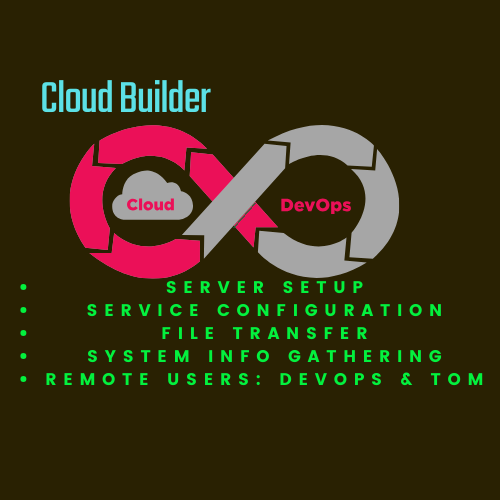 Cloud Builder
Cloud
DevOps
• SERVER SETUP
• SERVICE CONFIGURATION
• FILE TRANSFER
• SYSTEM INFO GATHERING
• REMOTE USERS: DEVOPS & TOM